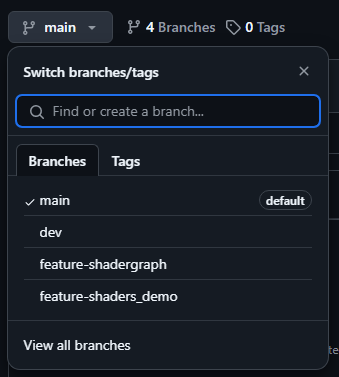 main 4 Branches 0 Tags
Switch branches/tags
Find or create a branch...
Branches Tags
main default
dev
feature-shadergraph
feature-shaders_demo
View all branches
te